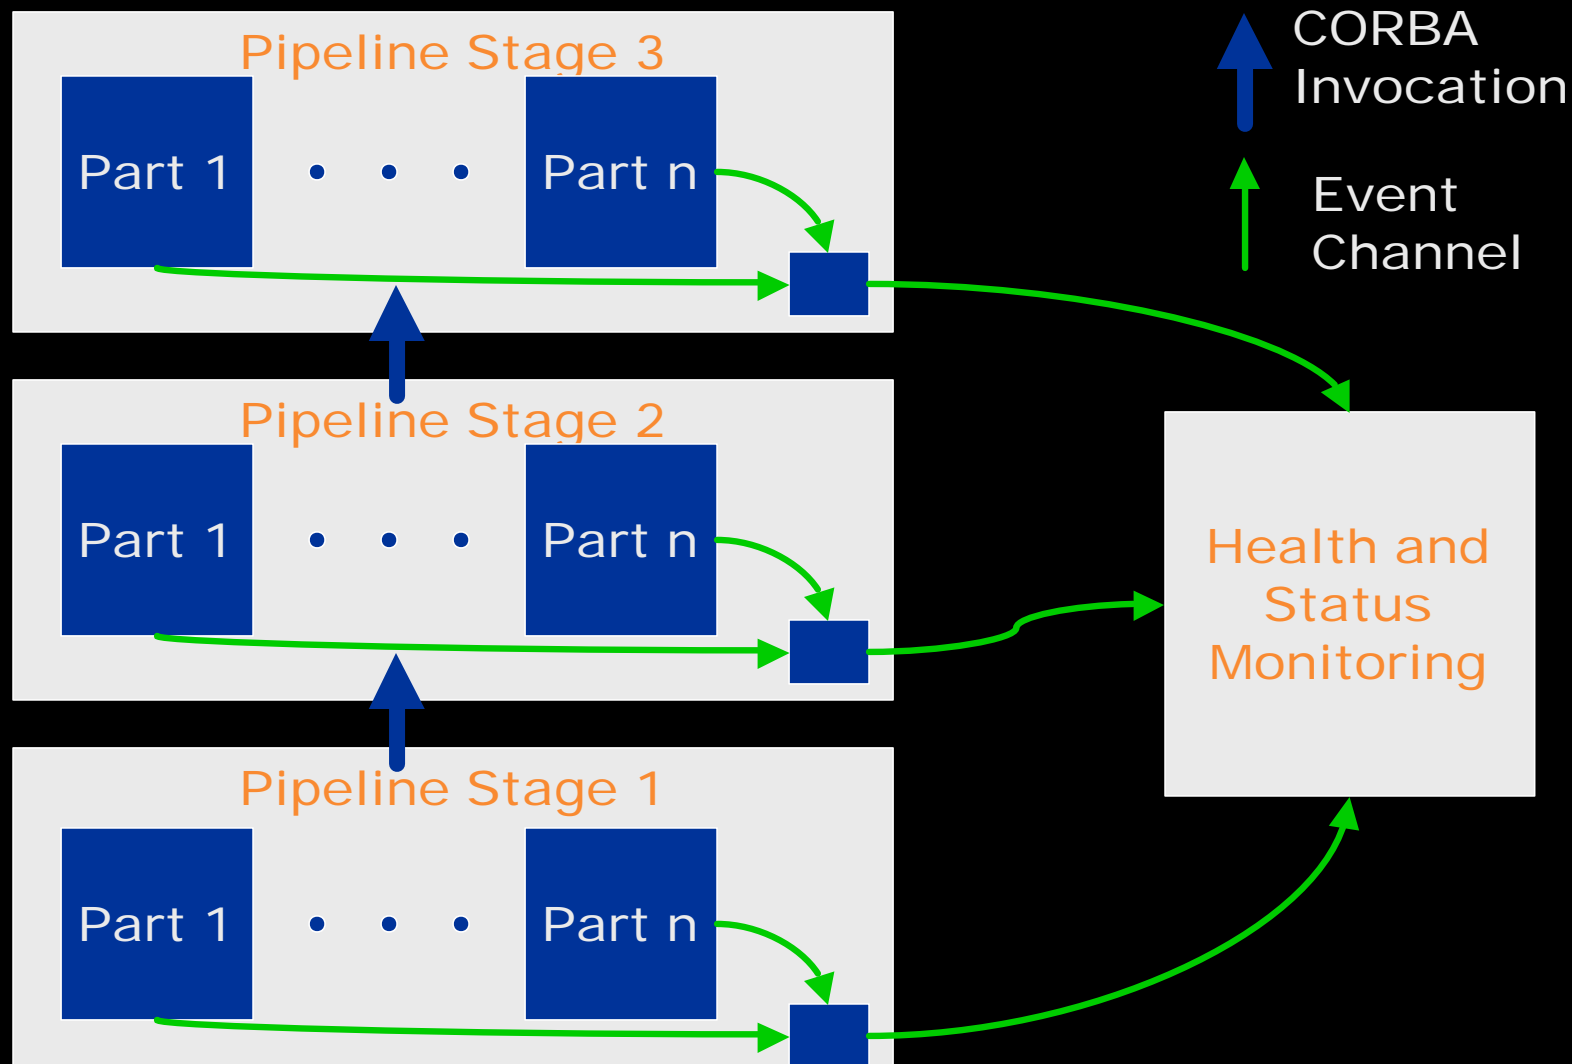 Pipeline Stage 3
Part 1
Part n
CORBA
Invocation
Event
Channel
Pipeline Stage 2
Part 1
Part n
Health and
Status
Monitoring
Pipeline Stage 1
Part 1
Part n